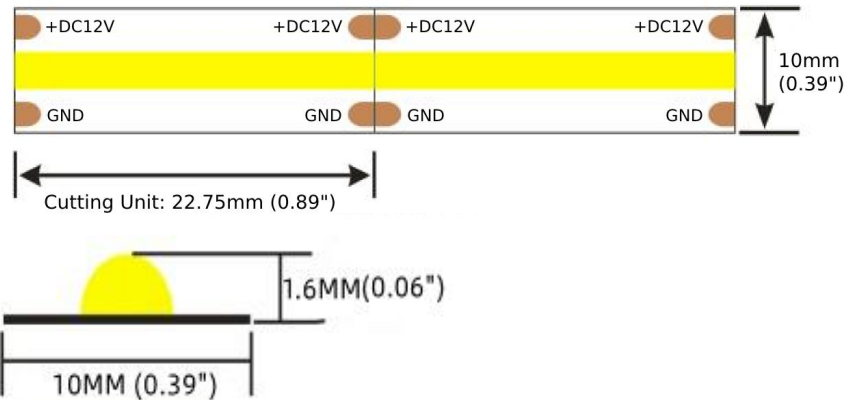 +DC12V +DC12V +DC12V +DC12V
10mm
(0.39")
GND GND GND GND
Cutting Unit: 22.75mm (0.89")
1.6MM(0.06")
10MM (0.39")